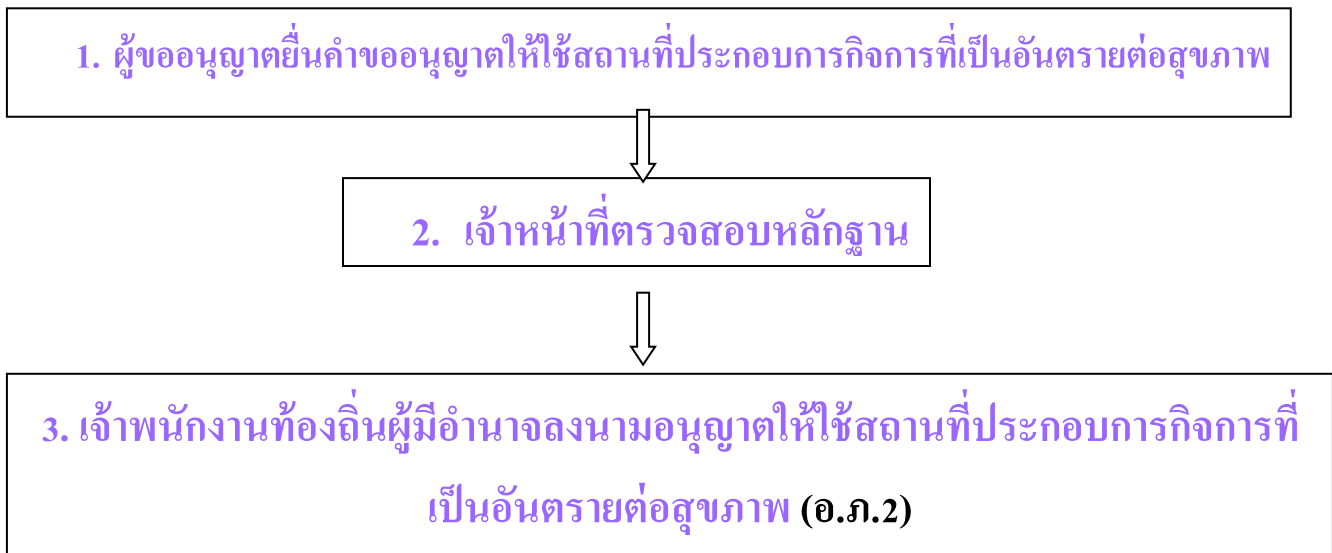 1. ผู้ขออนุญาตยื่นคำขออนุญาตให้ใช้สถานที่ประกอบการกิจการที่เป็นอันตรายต่อสุขภาพ
2. เจ้าหน้าที่ตรวจสอบหลักฐาน
3. เจ้าพนักงานท้องถิ่นผู้มีอำนาจลงนามอนุญาตให้ใช้สถานที่ประกอบการกิจการที่
เป็นอันตรายต่อสุขภาพ (อ.ภ.2)